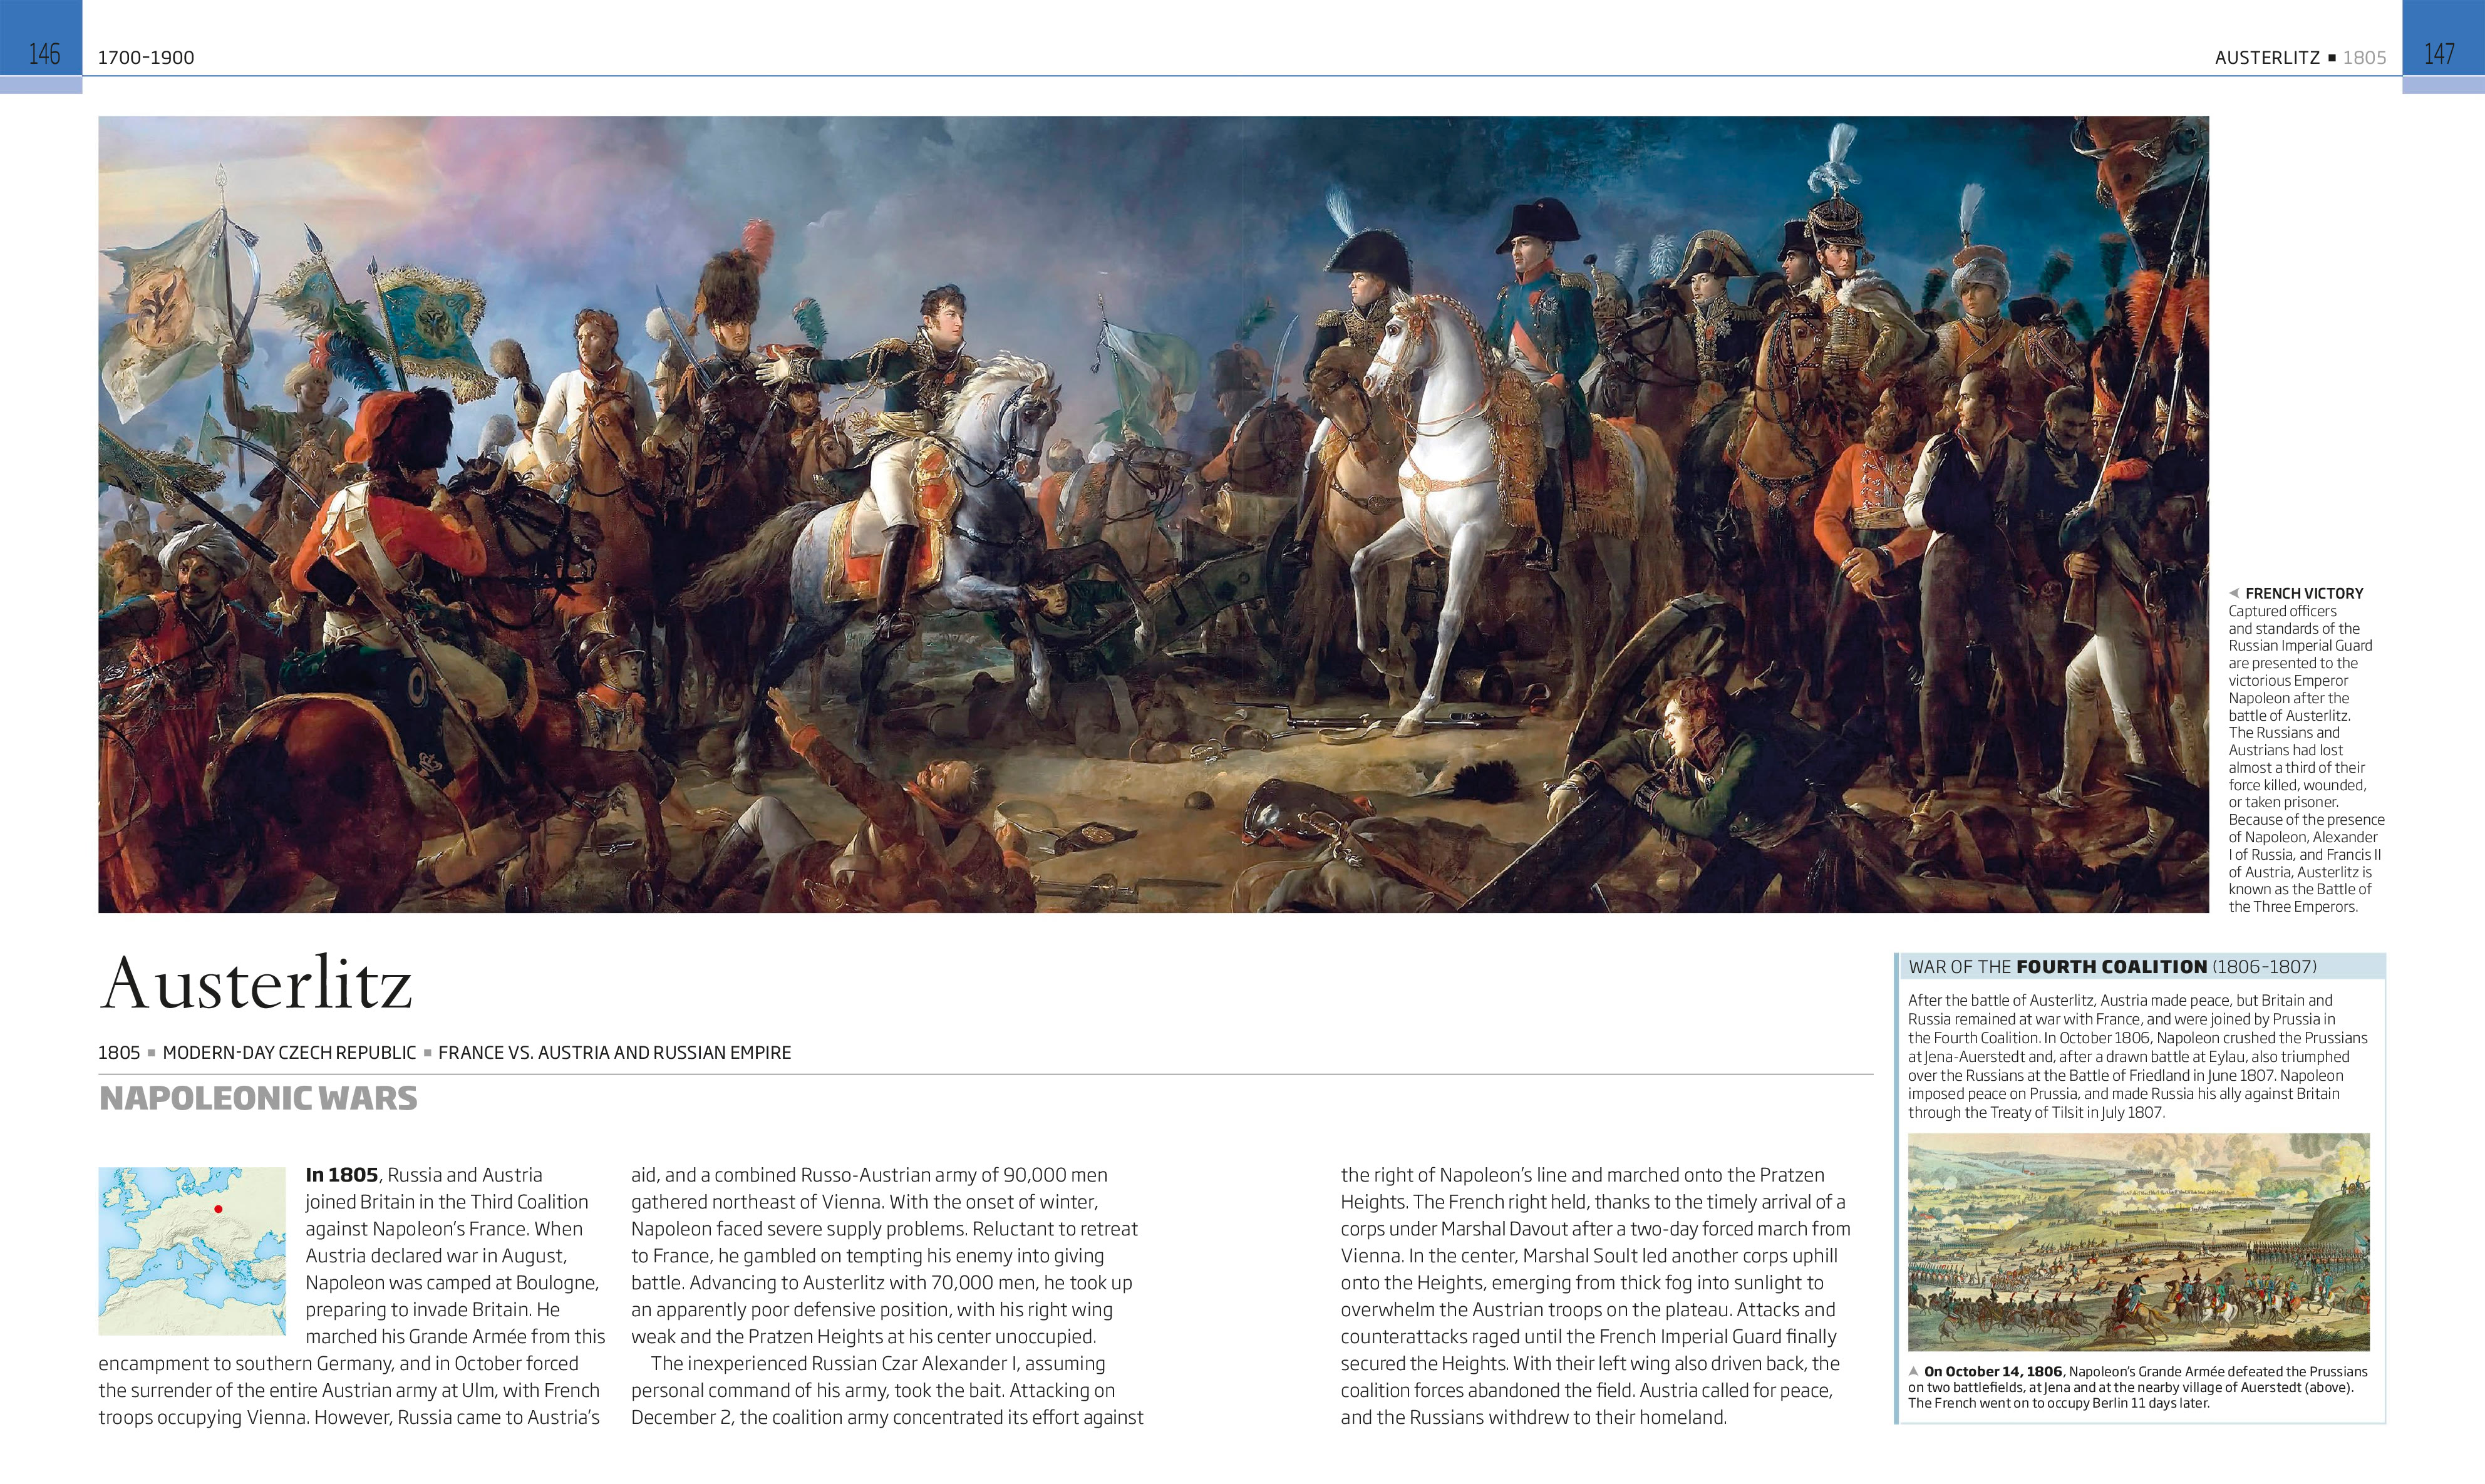 146
1700–1900
AUSTERLITZ ■ 1805
147
◄ FRENCH VICTORY
Captured officers
and standards of the
Russian Imperial Guard
are presented to the
victorious Emperor
Napoleon after the
battle of Austerlitz.
The Russians and
Austrians had lost
almost a third of their
force killed, wounded,
or taken prisoner.
Because of the presence
of Napoleon, Alexander
I of Russia, and Francis II
of Austria, Austerlitz is
known as the Battle of
the Three Emperors.
Austerlitz
1805 ■ MODERN-DAY CZECH REPUBLIC ■ FRANCE VS. AUSTRIA AND RUSSIAN EMPIRE
NAPOLEONIC WARS
In 1805, Russia and Austria
joined Britain in the Third Coalition
against Napoleon’s France. When
Austria declared war in August,
Napoleon was camped at Boulogne,
preparing to invade Britain. He
marched his Grande Armée from this
encampment to southern Germany, and in October forced
the surrender of the entire Austrian army at Ulm, with French
troops occupying Vienna. However, Russia came to Austria’s
aid, and a combined Russo-Austrian army of 90,000 men
gathered northeast of Vienna. With the onset of winter,
Napoleon faced severe supply problems. Reluctant to retreat
to France, he gambled on tempting his enemy into giving
battle. Advancing to Austerlitz with 70,000 men, he took up
an apparently poor defensive position, with his right wing
weak and the Pratzen Heights at his center unoccupied.
The inexperienced Russian Czar Alexander I, assuming
personal command of his army, took the bait. Attacking on
December 2, the coalition army concentrated its effort against
the right of Napoleon’s line and marched onto the Pratzen
Heights. The French right held, thanks to the timely arrival of a
corps under Marshal Davout after a two-day forced march from
Vienna. In the center, Marshal Soult led another corps uphill
onto the Heights, emerging from thick fog into sunlight to
overwhelm the Austrian troops on the plateau. Attacks and
counterattacks raged until the French Imperial Guard finally
secured the Heights. With their left wing also driven back, the
coalition forces abandoned the field. Austria called for peace,
and the Russians withdrew to their homeland.
WAR OF THE FOURTH COALITION (1806–1807)
After the battle of Austerlitz, Austria made peace, but Britain and
Russia remained at war with France, and were joined by Prussia in
the Fourth Coalition. In October 1806, Napoleon crushed the Prussians
at Jena-Auerstedt and, after a drawn battle at Eylau, also triumphed
over the Russians at the Battle of Friedland in June 1807. Napoleon
imposed peace on Prussia, and made Russia his ally against Britain
through the Treaty of Tilsit in July 1807.
▲ On October 14, 1806, Napoleon’s Grande Armée defeated the Prussians
on two battlefields, at Jena and at the nearby village of Auerstedt (above).
The French went on to occupy Berlin 11 days later.